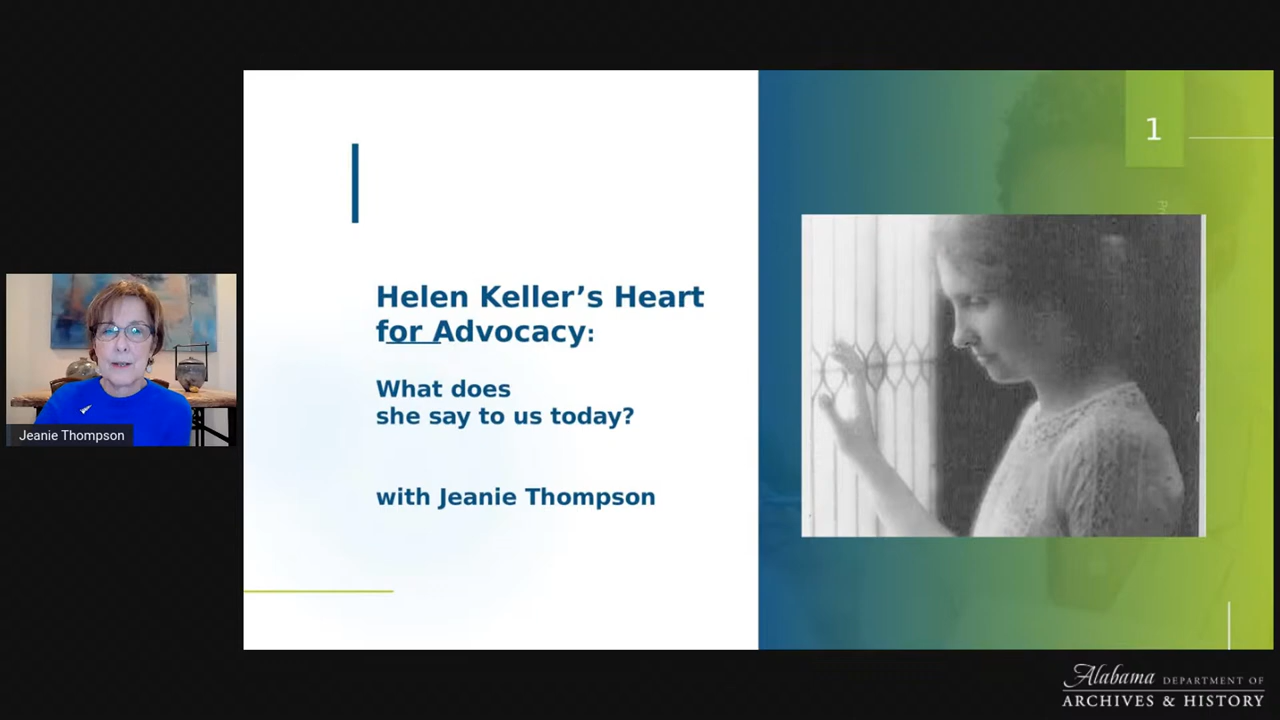 1
Helen Keller’s Heart
for Advocacy:
What does
she say to us today?
with Jeanie Thompson
Jeanie Thompson
Alabama DEPARTMENT OF
ARCHIVES & HISTORY